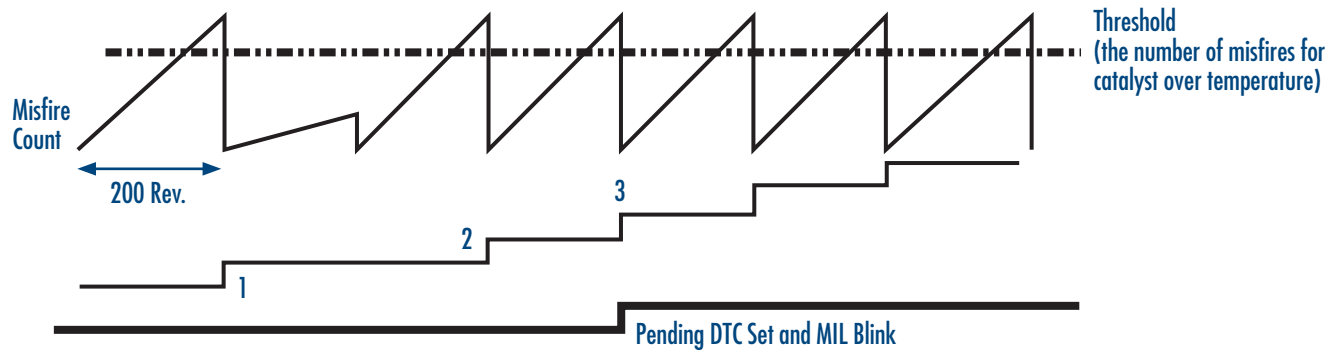 Threshold
(the number of misfires for
catalyst over temperature)
Misfire
Count
200 Rev.
3
2
1
Pending DTC Set and MIL Blink